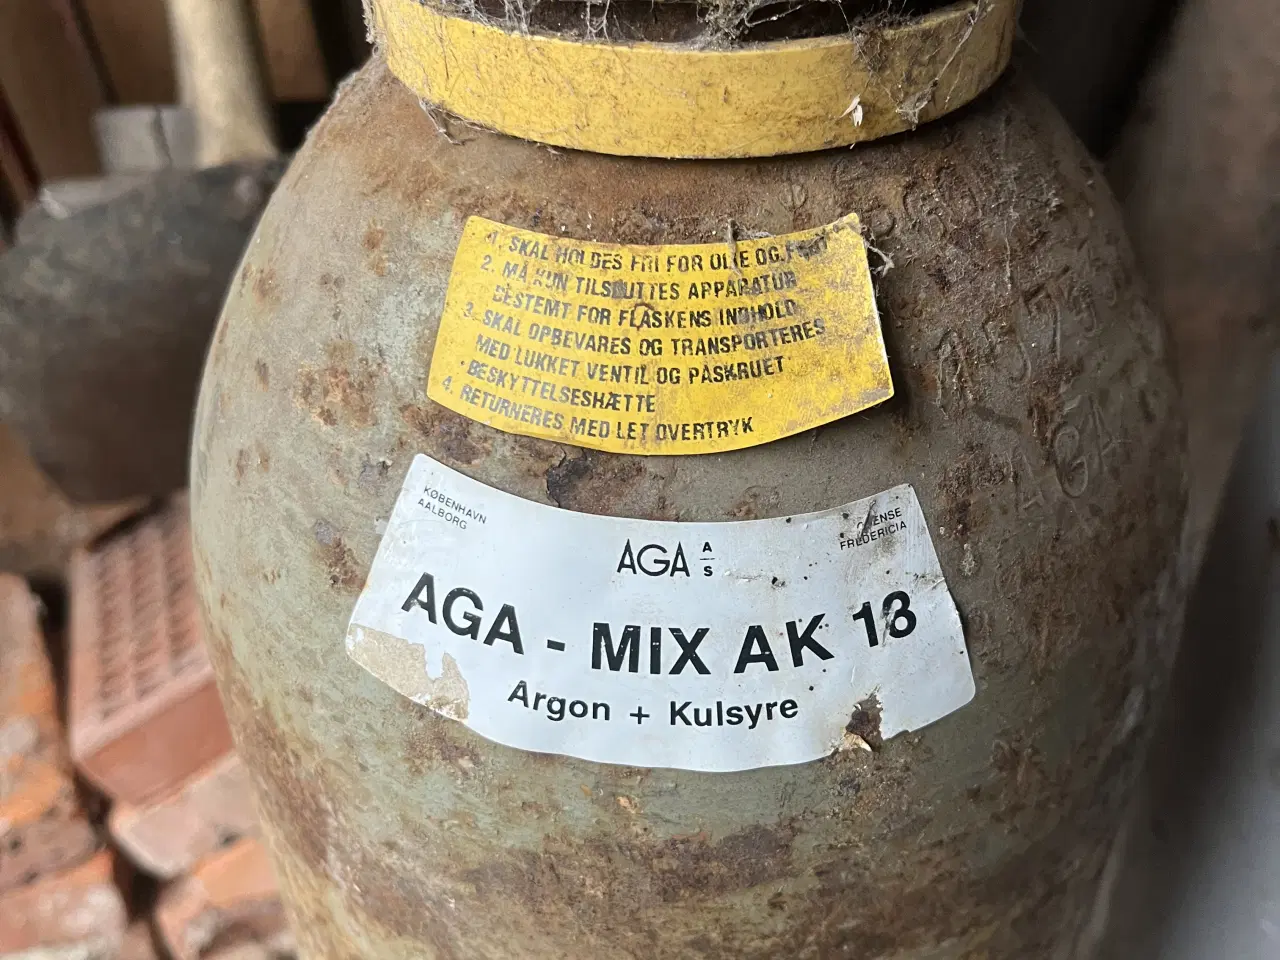 1. SKAL HOLDES FRI FOR OLIE OG
2. MÅ KUN TILSLUTTES APPARATUR
BESTEMT FOR FLASKENS INDHOLD
3. SKAL OPBEVARES OG TRANSPORTERES
MED LUKKET VENTIL OG PÅSKRUET
BESKYTTELSESHÆTTE
4. RETURNERES MED LET OVERTRYK
KØBENHAVN
AALBORG
ODENSE
FREDERICIA
AGA A/S
AGA - MIX AK 18
Argon + Kulsyre
AGA